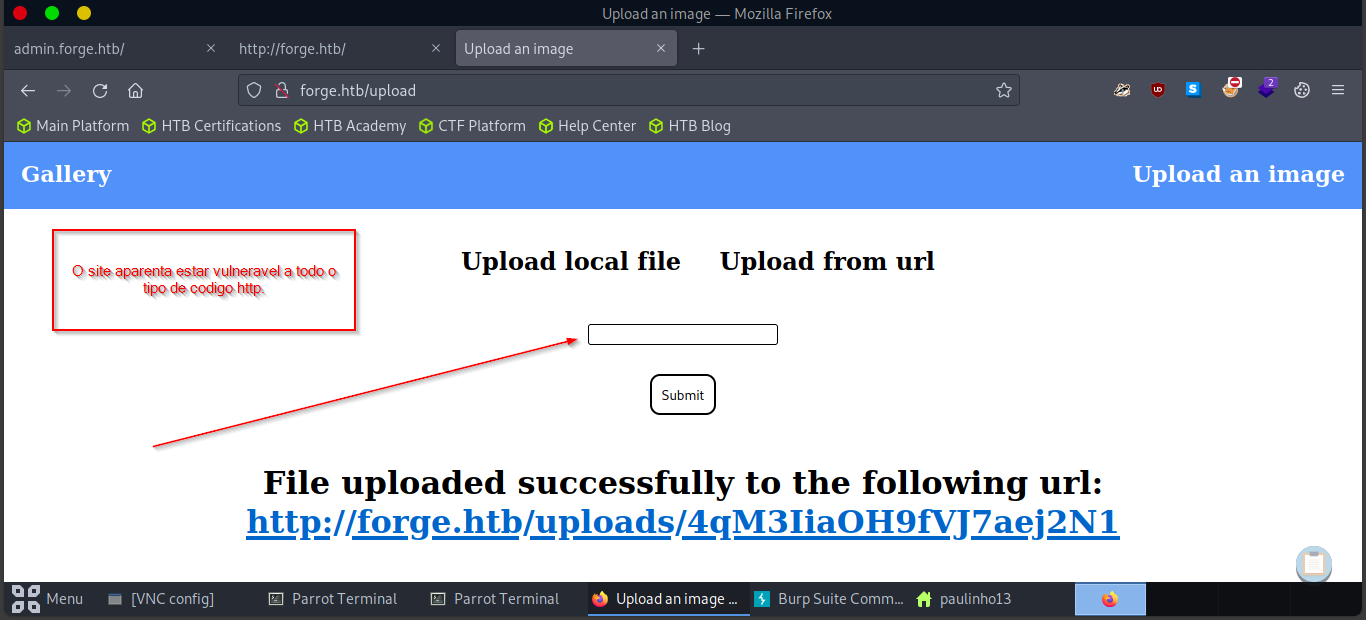 Upload an image — Mozilla Firefox
admin.forge.htb/
http://forge.htb/
Upload an image
forge.htb/upload
2
Main Platform
HTB Certifications
HTB Academy
CTF Platform
Help Center
HTB Blog
Gallery
Upload an image
O site aparenta estar vulneravel a todo o
tipo de codigo http.
Upload local file
Upload from url
Submit
File uploaded successfully to the following url:
http://forge.htb/uploads/4qM3IiaOH9fVJ7aej2N1
Menu
[VNC config]
Parrot Terminal
Parrot Terminal
Upload an image ...
Burp Suite Comm...
paulinho13